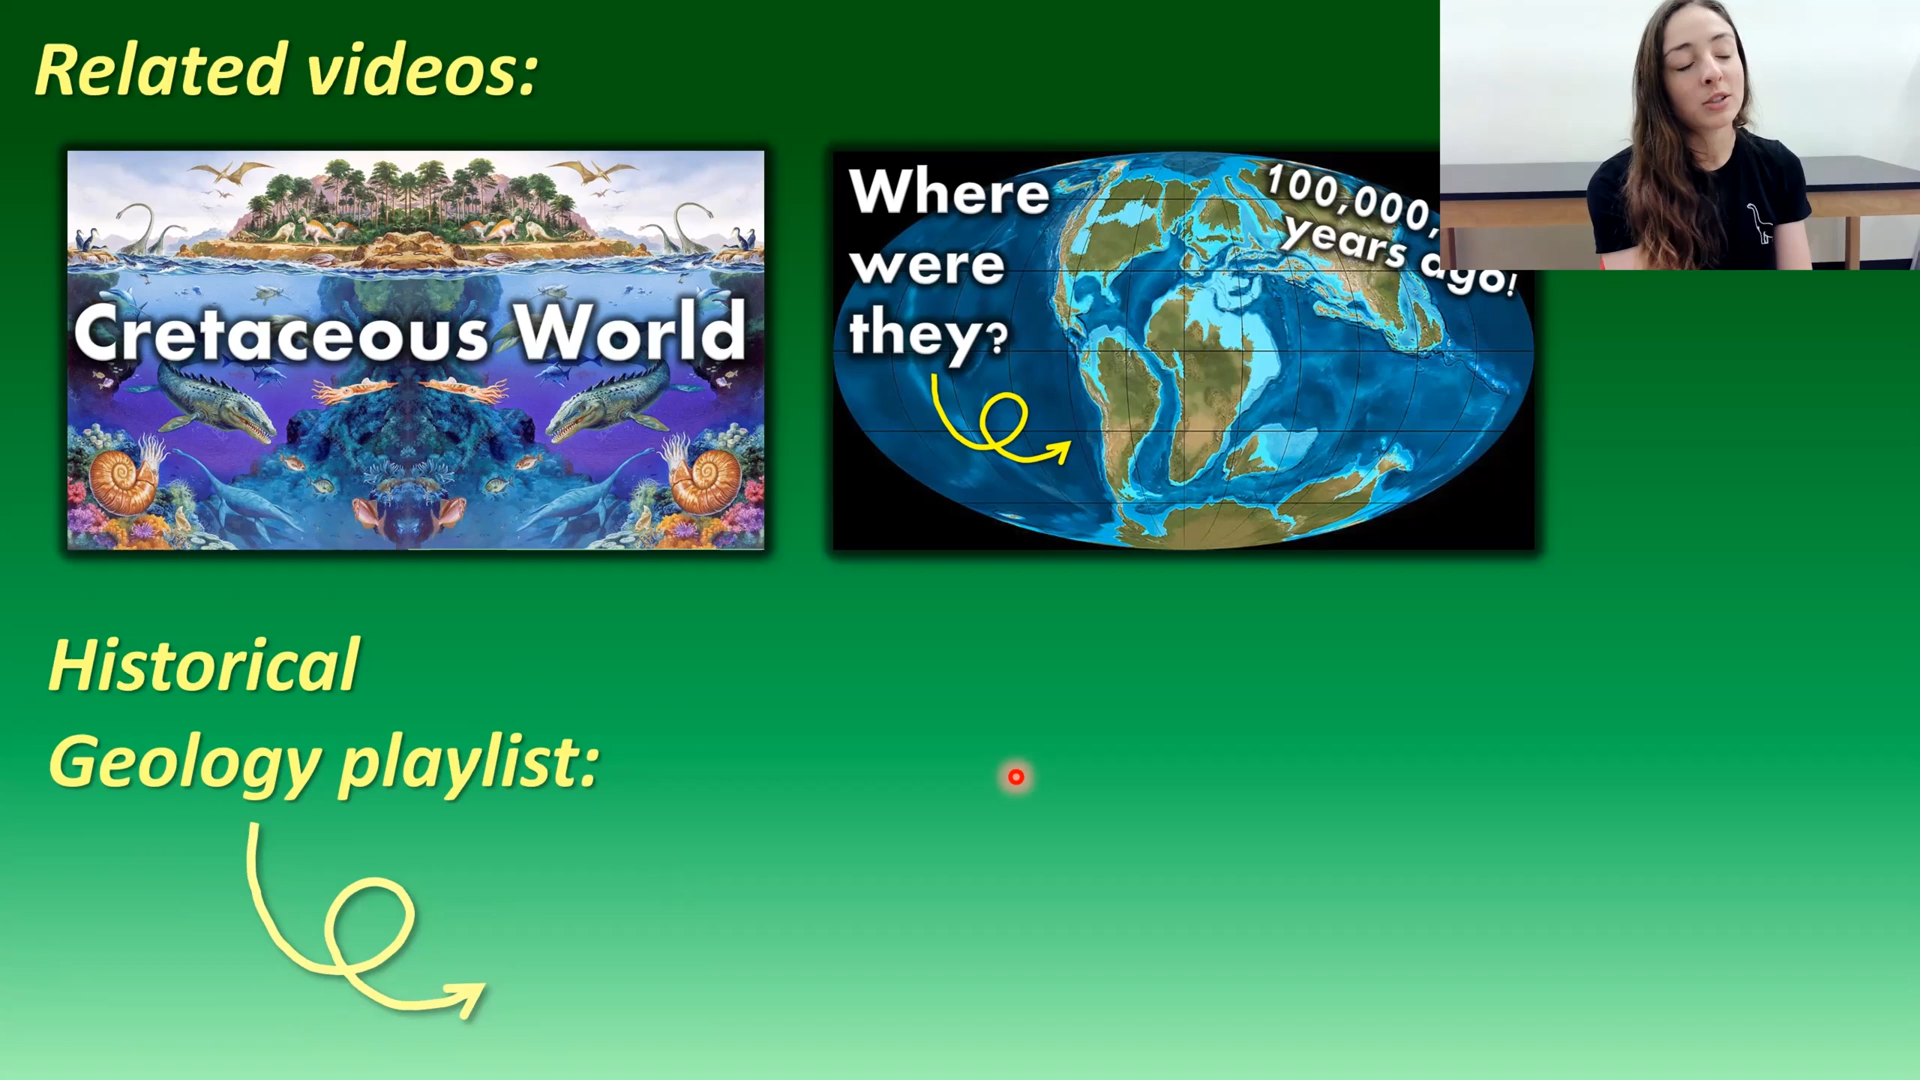 Related videos:
Cretaceous World
Where
were
they?
100,000,
years ago!
Historical
Geology playlist: